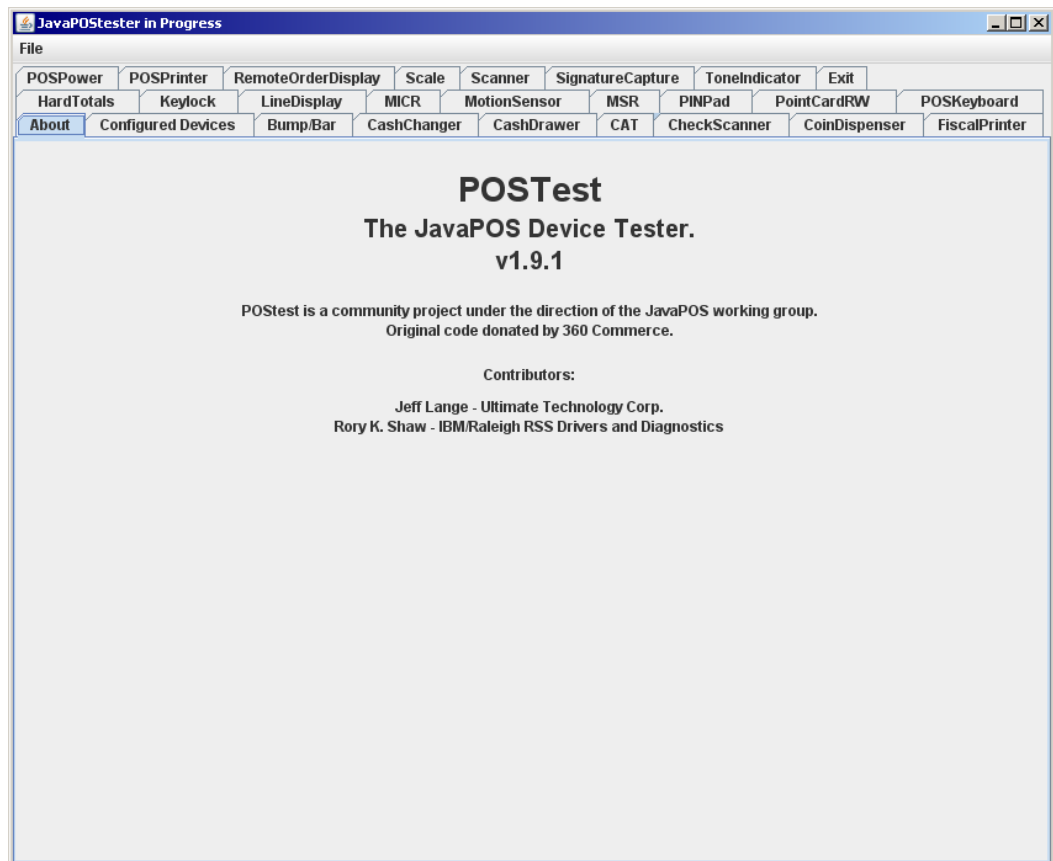 JavaPOStester in Progress
File
POSPower POSPrinter RemoteOrderDisplay Scale Scanner SignatureCapture ToneIndicator Exit
HardTotals Keylock LineDisplay MICR MotionSensor MSR PINPad PointCardRW POSKeyboard
About Configured Devices Bump/Bar CashChanger CashDrawer CAT CheckScanner CoinDispenser FiscalPrinter
POSTest
The JavaPOS Device Tester.
v1.9.1
POStest is a community project under the direction of the JavaPOS working group.
Original code donated by 360 Commerce.
Contributors:
Jeff Lange - Ultimate Technology Corp.
Rory K. Shaw - IBM/Raleigh RSS Drivers and Diagnostics